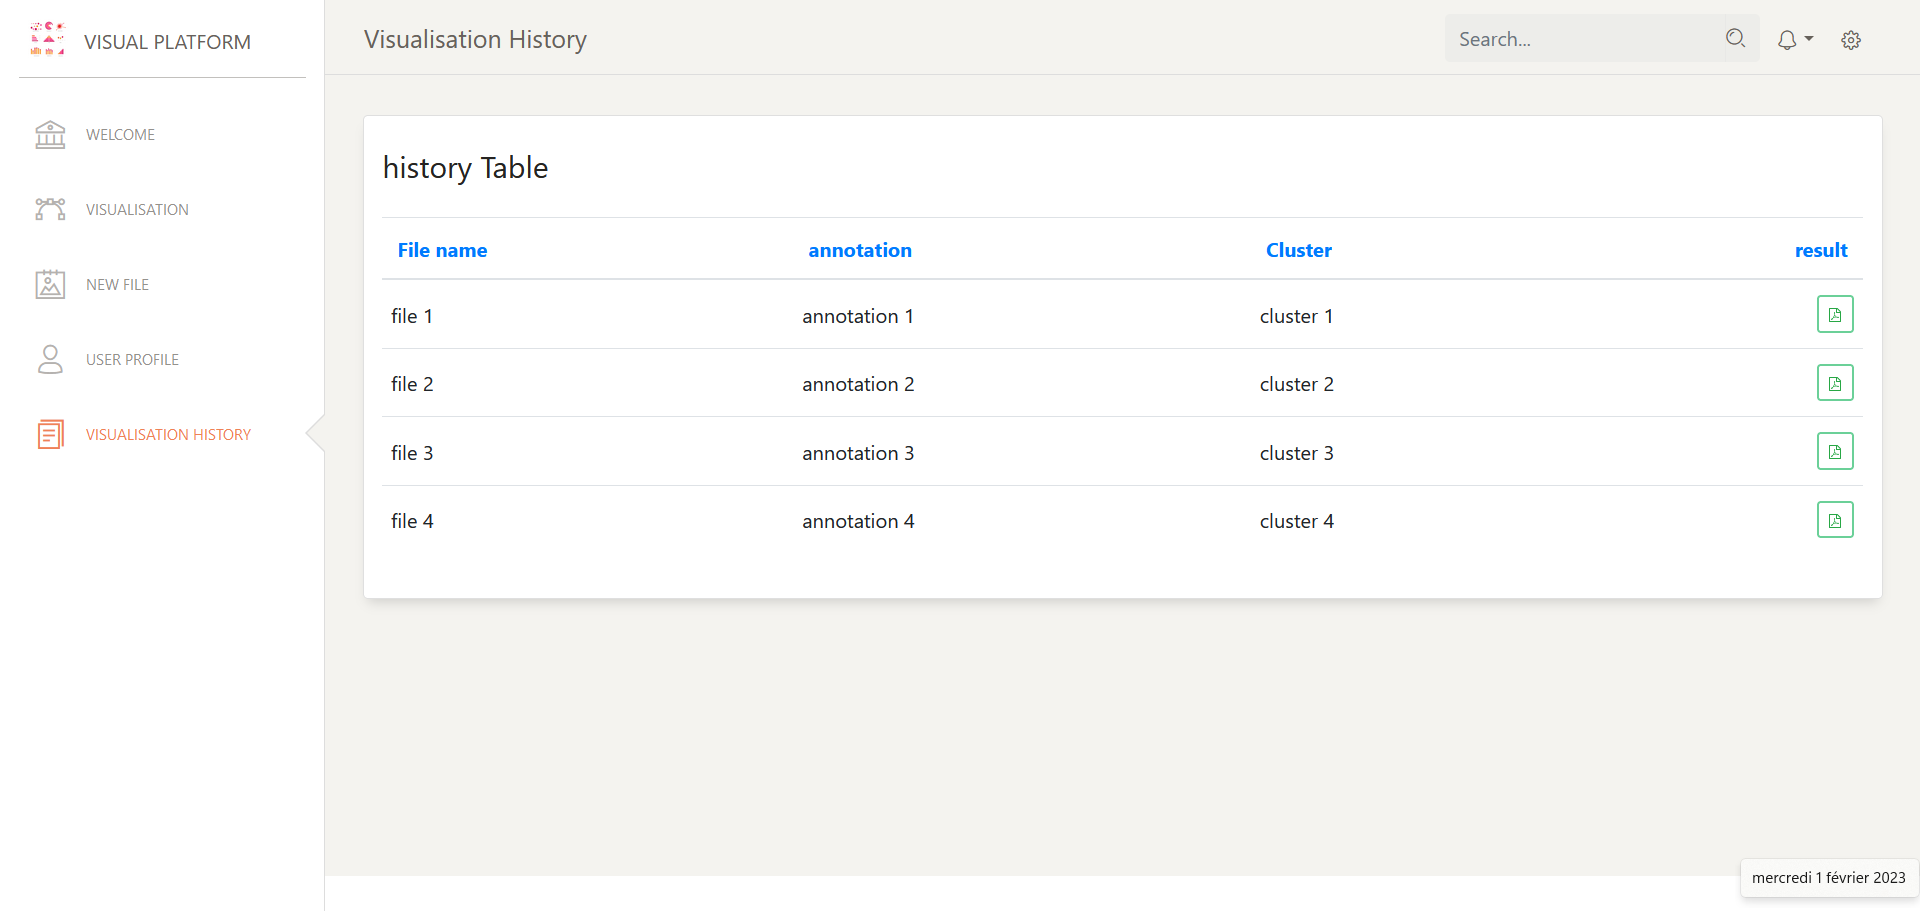 VISUAL PLATFORM
Visualisation History
Search...
WELCOME
VISUALISATION
NEW FILE
USER PROFILE
VISUALISATION HISTORY
history Table
File name annotation Cluster result
file 1 annotation 1 cluster 1
file 2 annotation 2 cluster 2
file 3 annotation 3 cluster 3
file 4 annotation 4 cluster 4
mercredi 1 février 2023